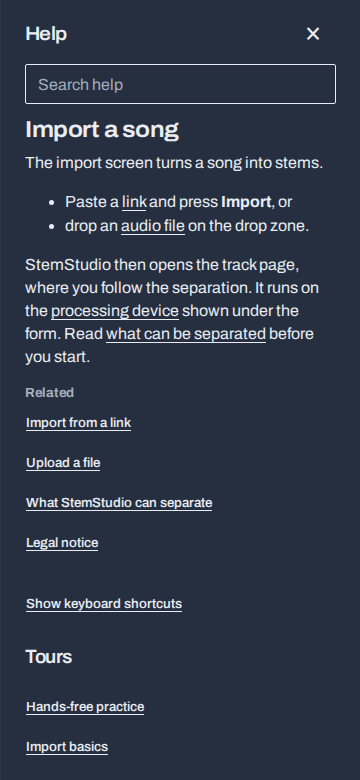 Help
Search help
Import a song
The import screen turns a song into stems.
• Paste a link and press Import, or
• drop an audio file on the drop zone.
StemStudio then opens the track page,
where you follow the separation. It runs on
the processing device shown under the
form. Read what can be separated before
you start.
Related
Import from a link
Upload a file
What StemStudio can separate
Legal notice
Show keyboard shortcuts
Tours
Hands-free practice
Import basics